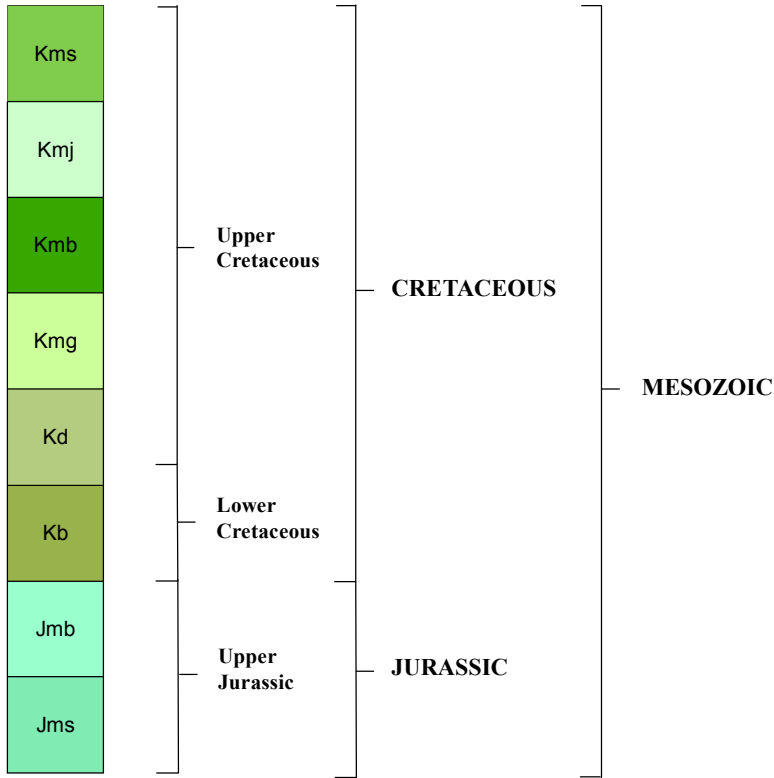 Kms
Kmj
Kmb
Kmg
Kd
Kb
Jmb
Jms
Upper
Cretaceous
Lower
Cretaceous
Upper
Jurassic
CRETACEOUS
JURASSIC
MESOZOIC